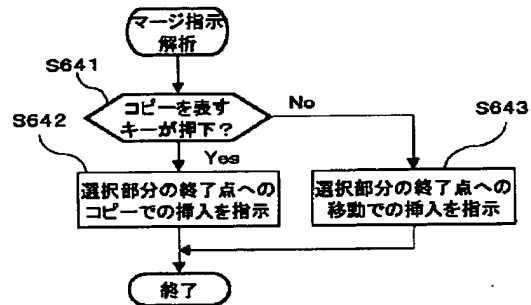 マージ指示
解析
S641
コピーを表す
キーが押下？
No
S642
S643
Yes
選択部分の終了点への
コピーでの挿入を指示
選択部分の終了点への
移動での挿入を指示
終了